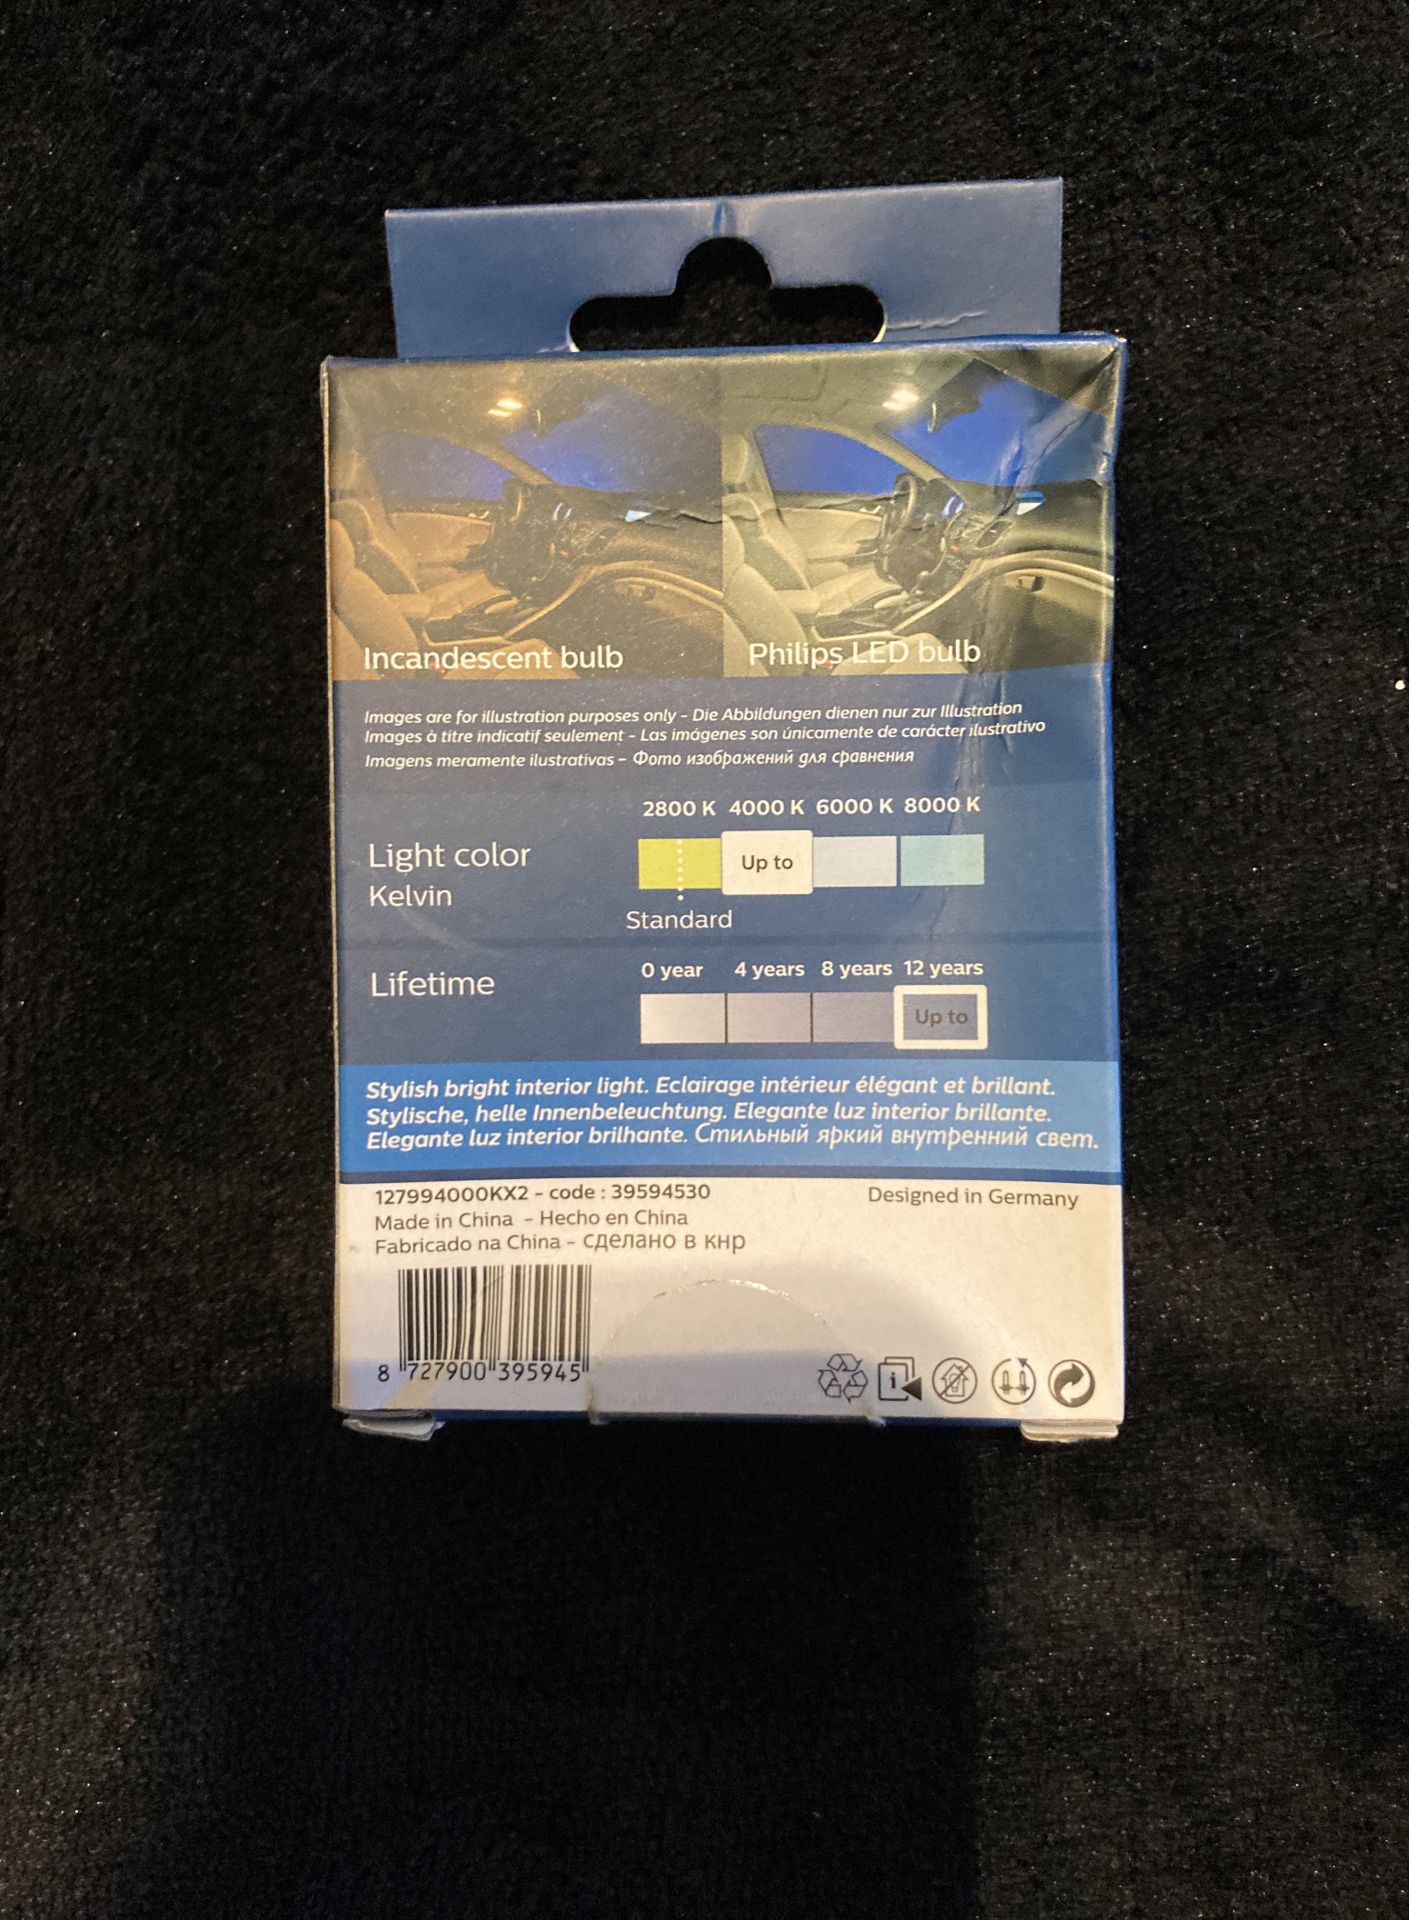 Incandescent bulb
Philips LED bulb
Images are for illustration purposes only – Die Abbildungen dienen nur zur Illustration
Images à titre indicatif seulement – Las imágenes son únicamente de carácter ilustrativo
Imagens meramente ilustrativas – Фото изображений для сравнения
2800 K 4000 K 6000 K 8000 K
Light color
Up to
Kelvin
Standard
0 year 4 years 8 years 12 years
Lifetime
Up to
Stylish bright interior light. Eclairage intérieur élégant et brillant.
Stylische, helle Innenbeleuchtung. Elegante luz interior brillante.
Elegante luz interior brilhante. Стильный яркий внутренний свет.
127994000KX2 – code : 39594530
Designed in Germany
Made in China – Hecho en China
Fabricado na China – сделано в кнр
8 727900 395945
i